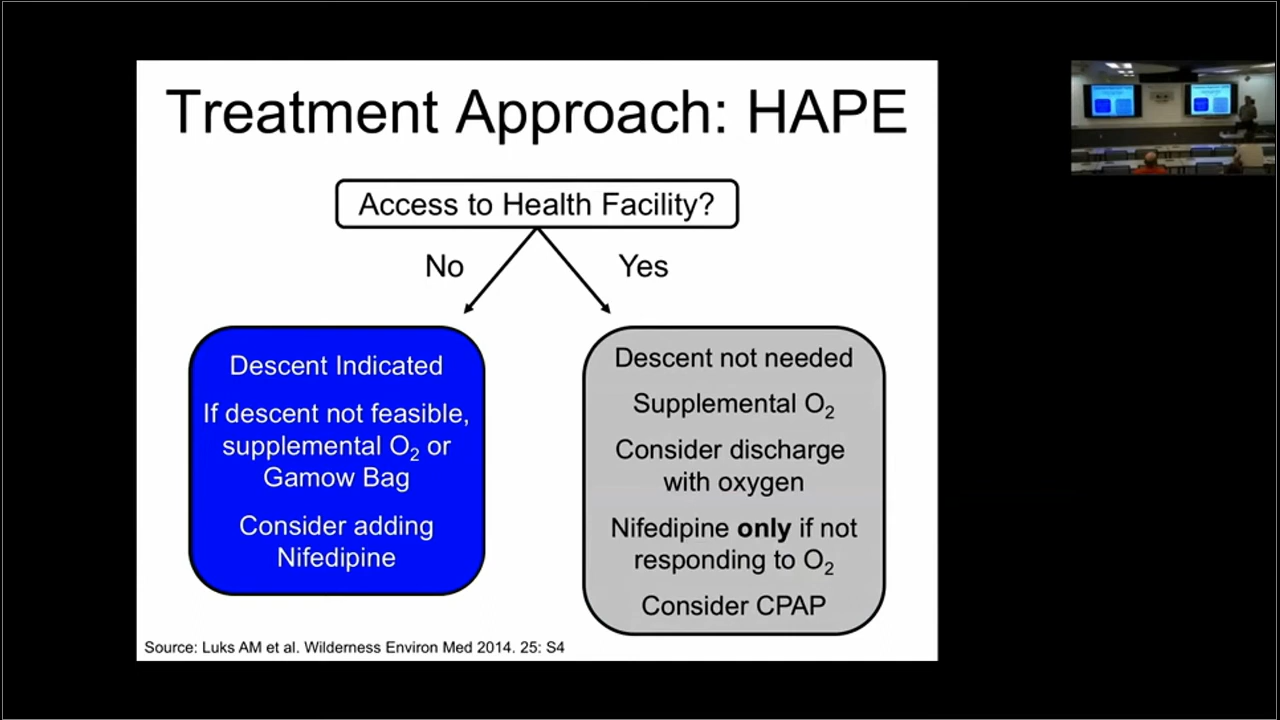 Treatment Approach: HAPE
Access to Health Facility?
No
Yes
Descent Indicated
If descent not feasible,
supplemental O₂ or
Gamow Bag
Consider adding
Nifedipine
Descent not needed
Supplemental O₂
Consider discharge
with oxygen
Nifedipine only if not
responding to O₂
Consider CPAP
Source: Luks AM et al. Wilderness Environ Med 2014. 25: S4